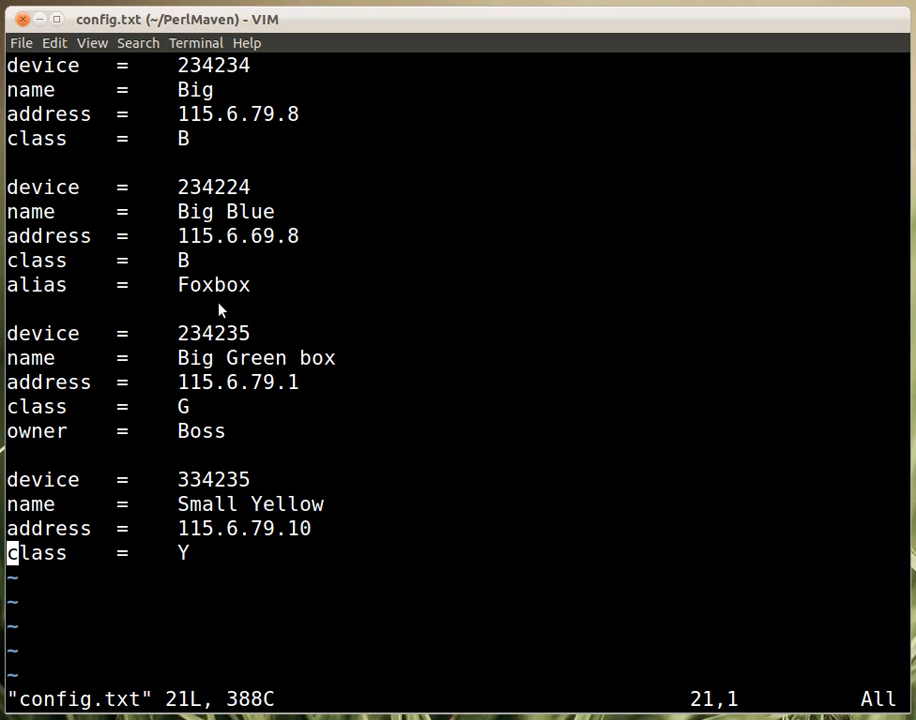 config.txt (~/PerlMaven) - VIM
File Edit View Search Terminal Help
device = 234234
name = Big
address = 115.6.79.8
class = B
device = 234224
name = Big Blue
address = 115.6.69.8
class = B
alias = Foxbox
device = 234235
name = Big Green box
address = 115.6.79.1
class = G
owner = Boss
device = 334235
name = Small Yellow
address = 115.6.79.10
class = Y
~
~
~
~
~
"config.txt" 21L, 388C 21,1 All